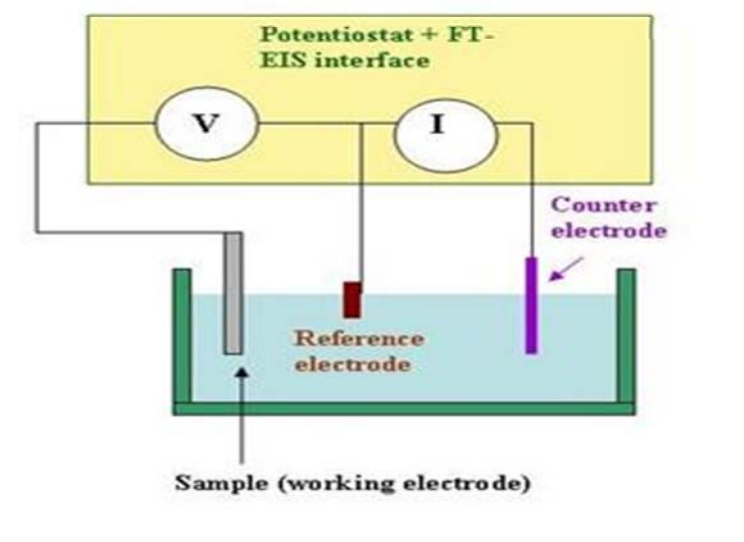 Potentiostat + FT-
EIS interface
V
I
Counter
electrode
Reference
electrode
Sample (working electrode)